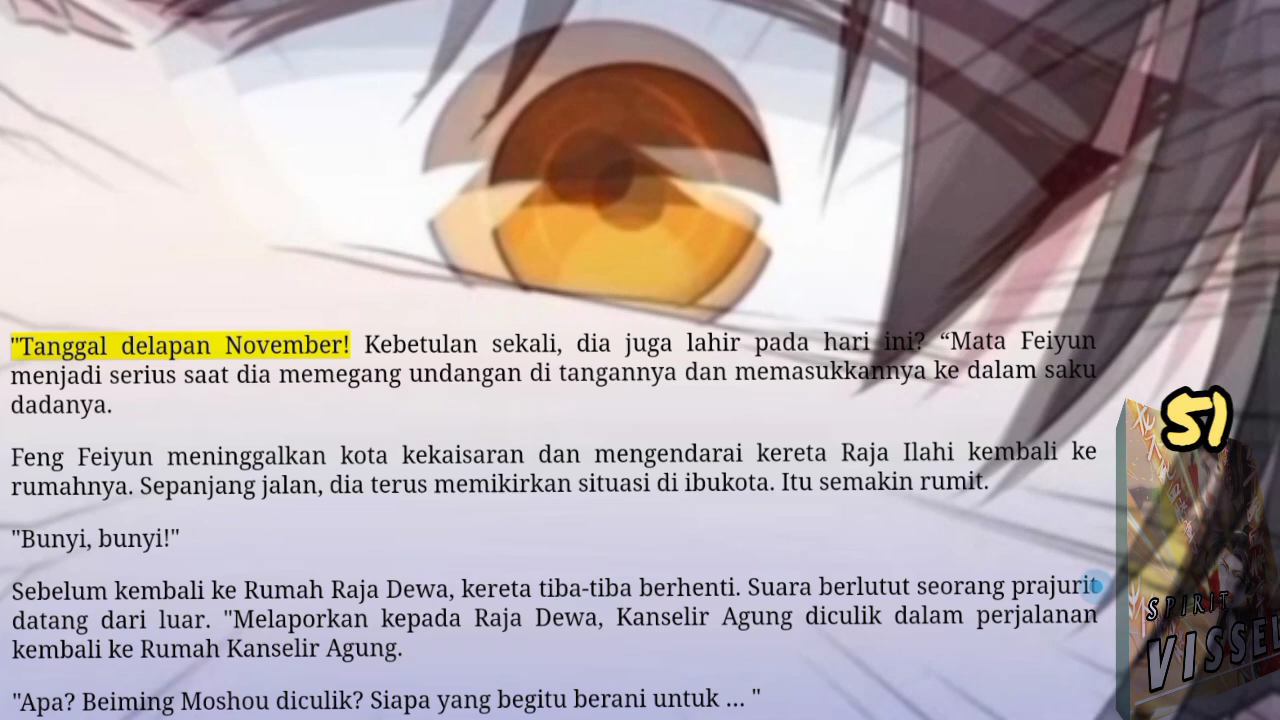 "Tanggal delapan November! Kebetulan sekali, dia juga lahir pada hari ini? “Mata Feiyun
menjadi serius saat dia memegang undangan di tangannya dan memasukkannya ke dalam saku
dadanya.
Feng Feiyun meninggalkan kota kekaisaran dan mengendarai kereta Raja Ilahi kembali ke
rumahnya. Sepanjang jalan, dia terus memikirkan situasi di ibukota. Itu semakin rumit.
"Bunyi, bunyi!"
Sebelum kembali ke Rumah Raja Dewa, kereta tiba-tiba berhenti. Suara berlutut seorang prajurit
datang dari luar. "Melaporkan kepada Raja Dewa, Kanselir Agung diculik dalam perjalanan
kembali ke Rumah Kanselir Agung.
"Apa? Beiming Moshou diculik? Siapa yang begitu berani untuk ... "
51
SPIRIT